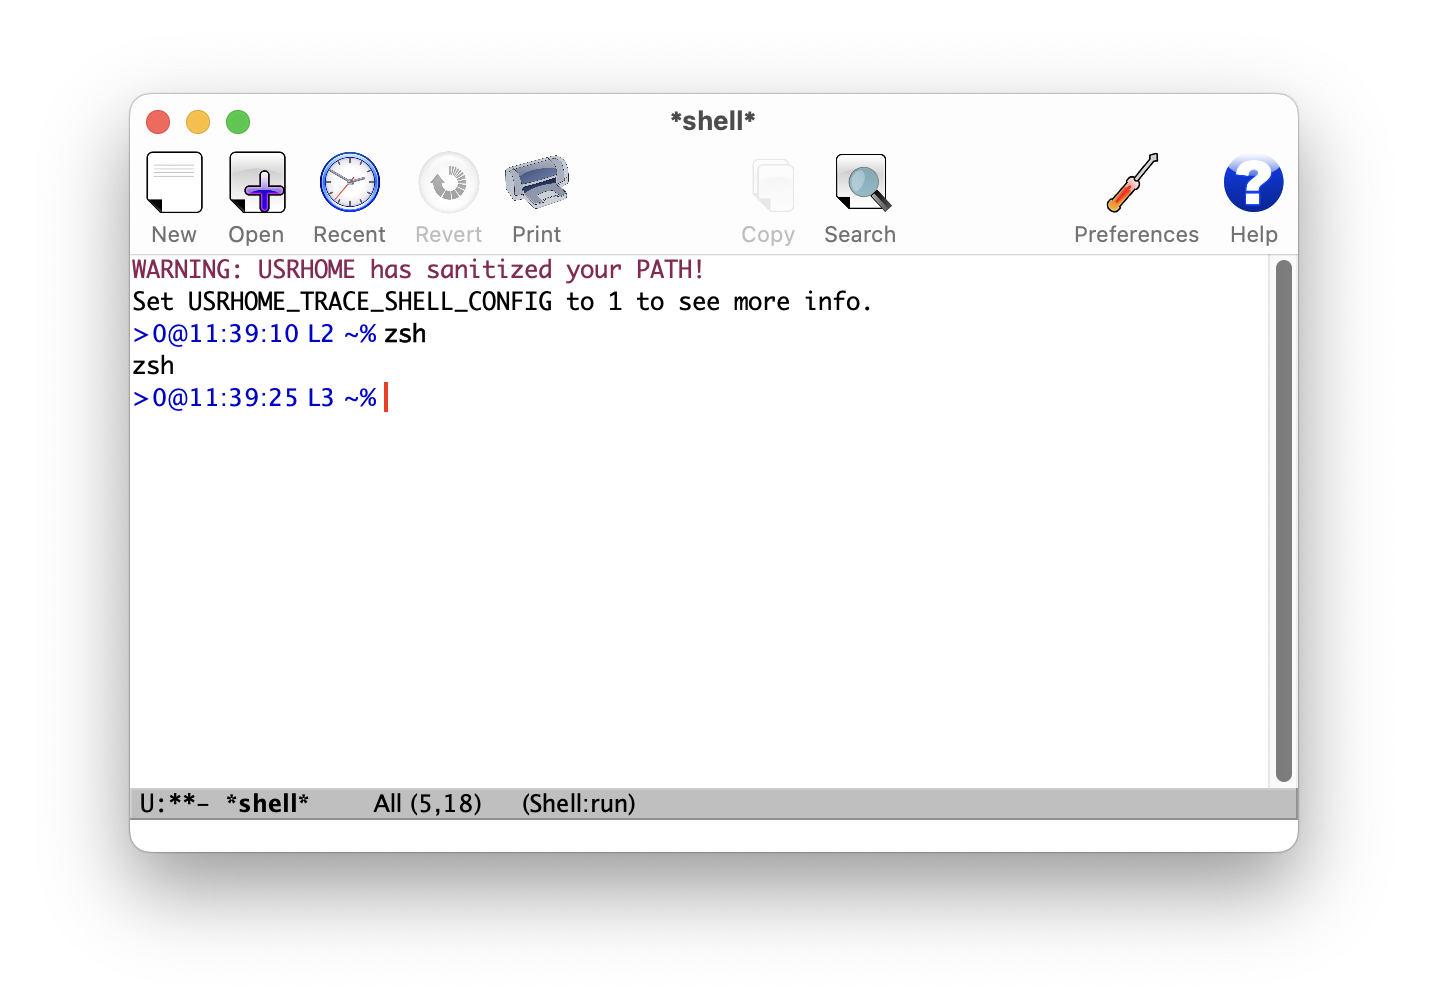 *shell*
New Open Recent Revert Print Copy Search Preferences Help
WARNING: USRHOME has sanitized your PATH!
Set USRHOME_TRACE_SHELL_CONFIG to 1 to see more info.
>0@11:39:10 L2 ~% zsh
zsh
>0@11:39:25 L3 ~%
U:**- *shell* All (5,18) (Shell:run)